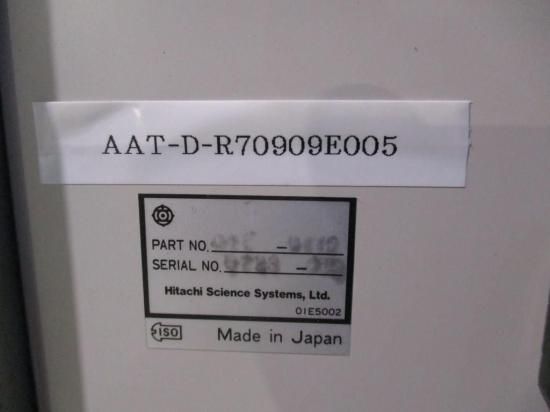 AAT-D-R70909E005
PART NO.
SERIAL NO.
Hitachi Science Systems, Ltd.
01E5002
ISO Made in Japan